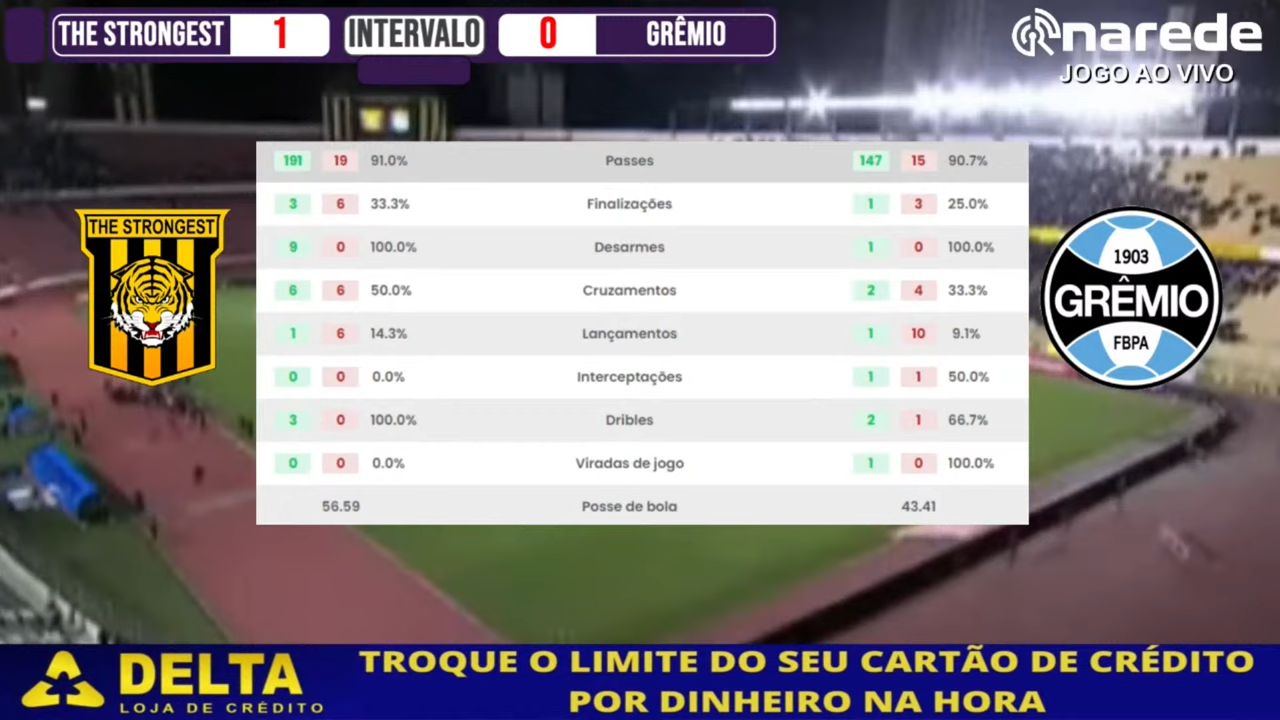 THE STRONGEST 1 INTERVALO 0 GRÊMIO
narede
JOGO AO VIVO
191 19 91.0% Passes 147 15 90.7%
3 6 33.3% Finalizações 1 3 25.0%
9 0 100.0% Desarmes 1 0 100.0%
6 6 50.0% Cruzamentos 2 4 33.3%
1 6 14.3% Lançamentos 1 10 9.1%
0 0 0.0% Interceptações 1 1 50.0%
3 0 100.0% Dribles 2 1 66.7%
0 0 0.0% Viradas de jogo 1 0 100.0%
56.59 Posse de bola 43.41
THE STRONGEST
1903
GRÊMIO
FBPA
DELTA
LOJA DE CRÉDITO
TROQUE O LIMITE DO SEU CARTÃO DE CRÉDITO
POR DINHEIRO NA HORA